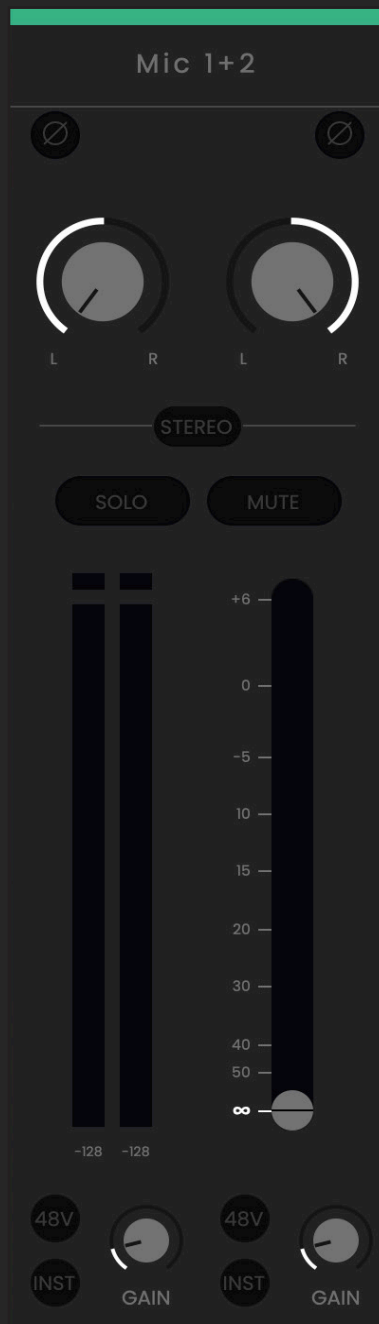 Mic 1+2
L R L R
STEREO
SOLO MUTE
+6
0
-5
10
15
20
30
40
50
∞
-128 -128
48V 48V
INST GAIN INST GAIN